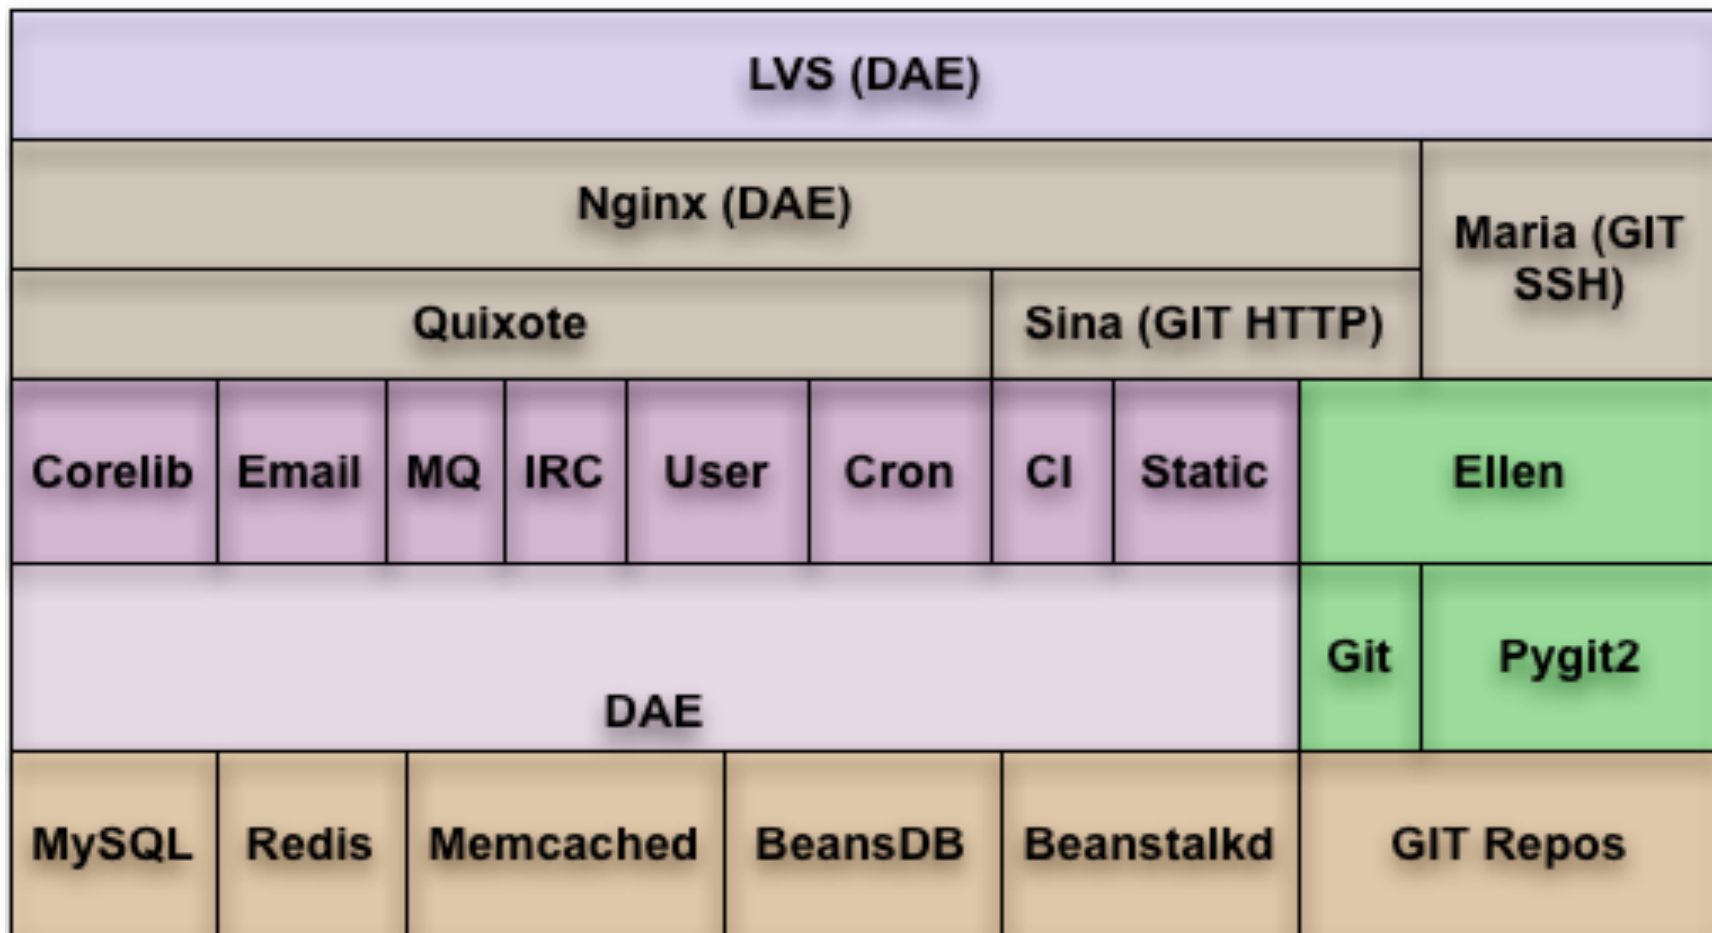 LVS (DAE)
Nginx (DAE)
Maria (GIT
SSH)
Quixote
Sina (GIT HTTP)
Corelib
Email
MQ
IRC
User
Cron
CI
Static
Ellen
DAE
Git
Pygit2
MySQL
Redis
Memcached
BeansDB
Beanstalkd
GIT Repos